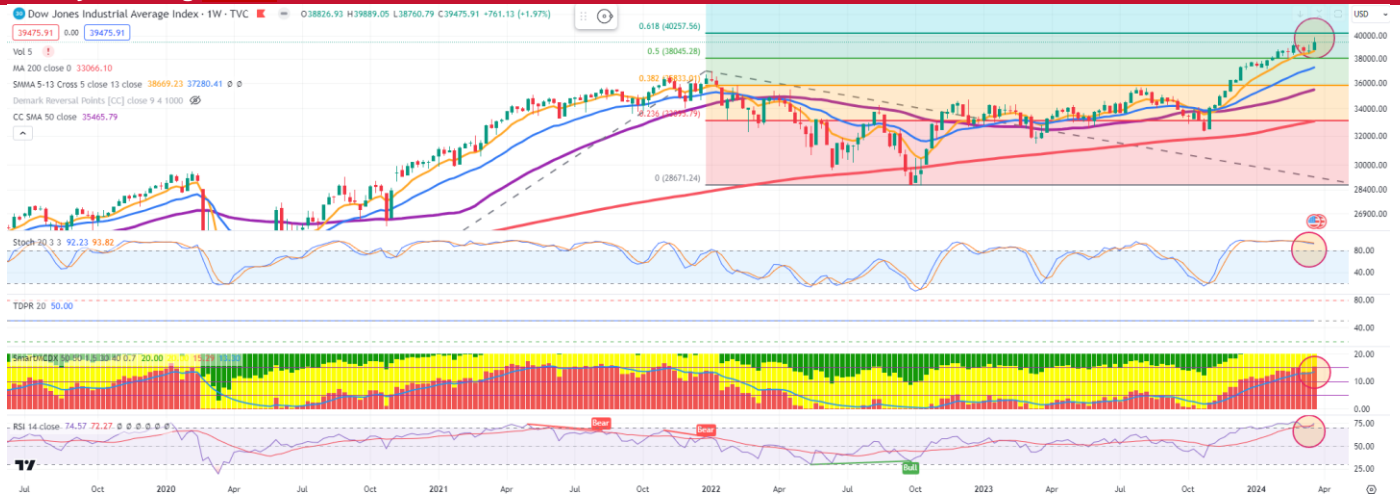 Dow Jones Industrial Average Index · 1W · TVC O38826.93 H39889.05 L38760.79 C39475.91 +761.13 (+1.97%)
USD
39475.91 0.00 39475.91
Vol 5
MA 200 close 0 33066.10
SMMA 5-13 Cross 5 close 13 close 38669.23 37280.41 Ø Ø
Demark Reversal Points [CC] close 9 4 1000
CC SMA 50 close 35465.79
0.618 (40257.56)
0.5 (38045.28)
0 (28671.24)
40000.00
38000.00
36000.00
34000.00
32000.00
30000.00
28400.00
26900.00
Stoch 20 3 3 92.23 93.82
80.00
40.00
TDPR 20 50.00
80.00
40.00
20.00
20.00
10.00
0.00
RSI 14 close 74.57 72.27 Ø Ø Ø Ø Ø Ø
Bear
Bear
Bull
75.00
50.00
25.00
Jul Oct 2020 Apr Jul Oct 2021 Apr Jul Oct 2022 Apr Jul Oct 2023 Apr Jul Oct 2024 Apr